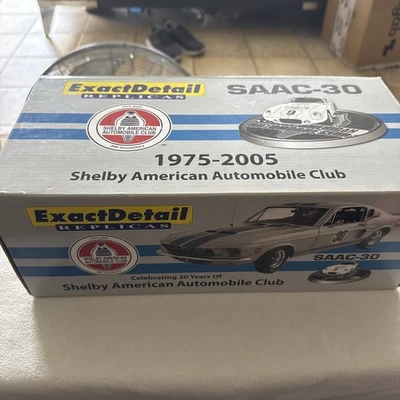 ExactDetail
REPLICAS
SAAC-30
SHELBY AMERICAN
AUTOMOBILE CLUB
1975-2005
Shelby American Automobile Club
ExactDetail
REPLICAS
SHELBY AMERICAN
AUTOMOBILE CLUB
30
SAAC-30
Celebrating 30 Years Of
Shelby American Automobile Club